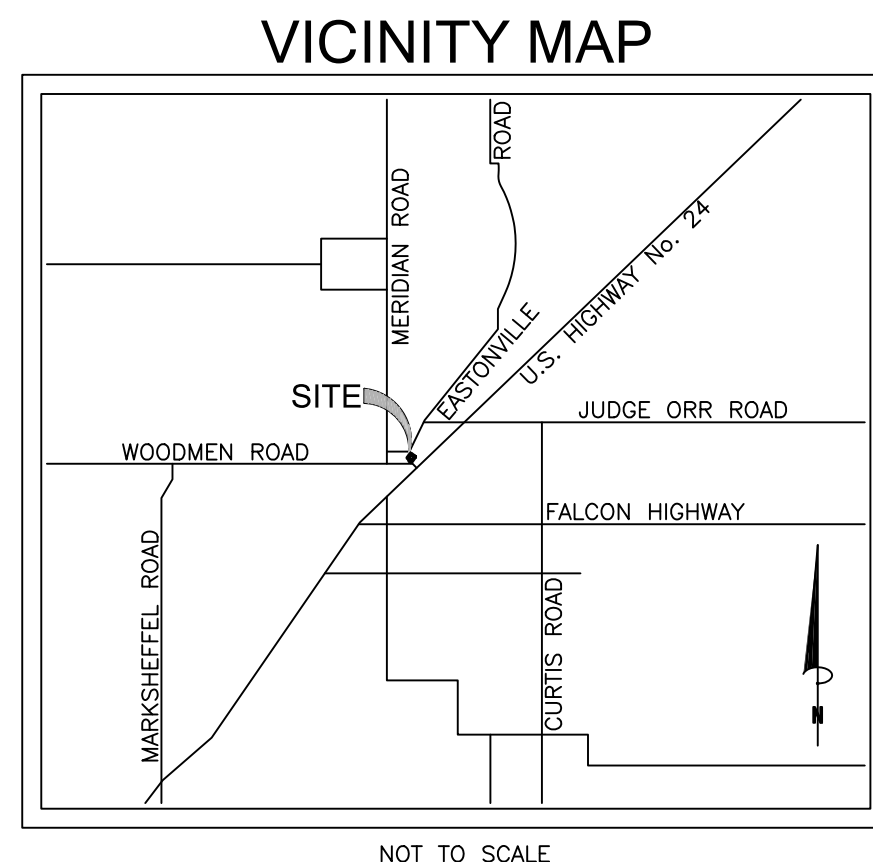 VICINITY MAP
ROAD
MERIDIAN ROAD
U.S. HIGHWAY No. 24
EASTONVILLE
SITE
JUDGE ORR ROAD
WOODMEN ROAD
FALCON HIGHWAY
MARKSHEFFEL ROAD
CURTIS ROAD
N
NOT TO SCALE